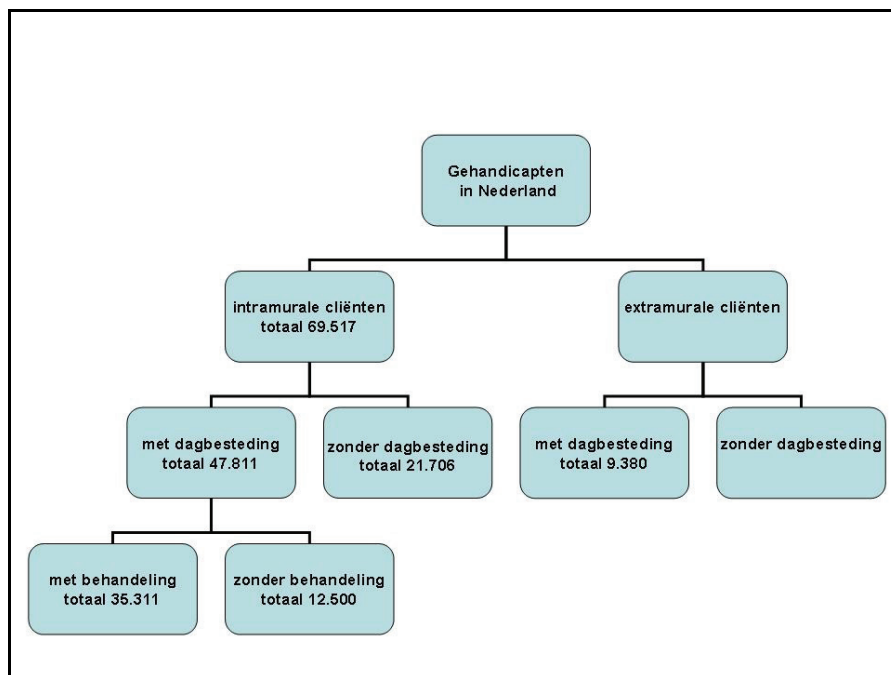 Gehandicapten
in Nederland
intramurale cliënten
totaal 69.517
extramurale cliënten
met dagbesteding
totaal 47.811
zonder dagbesteding
totaal 21.706
met dagbesteding
totaal 9.380
zonder dagbesteding
met behandeling
totaal 35.311
zonder behandeling
totaal 12.500